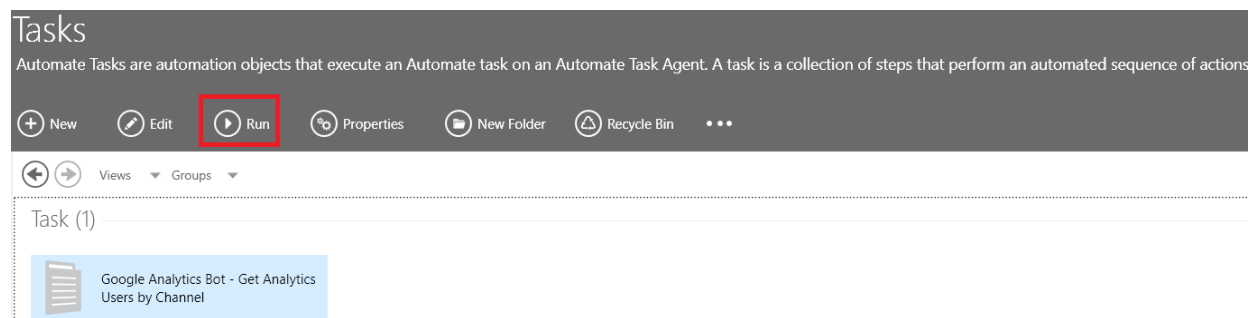 Tasks
Automate Tasks are automation objects that execute an Automate task on an Automate Task Agent. A task is a collection of steps that perform an automated sequence of actions
New Edit Run Properties New Folder Recycle Bin •••
Views Groups
Task (1)
Google Analytics Bot - Get Analytics
Users by Channel